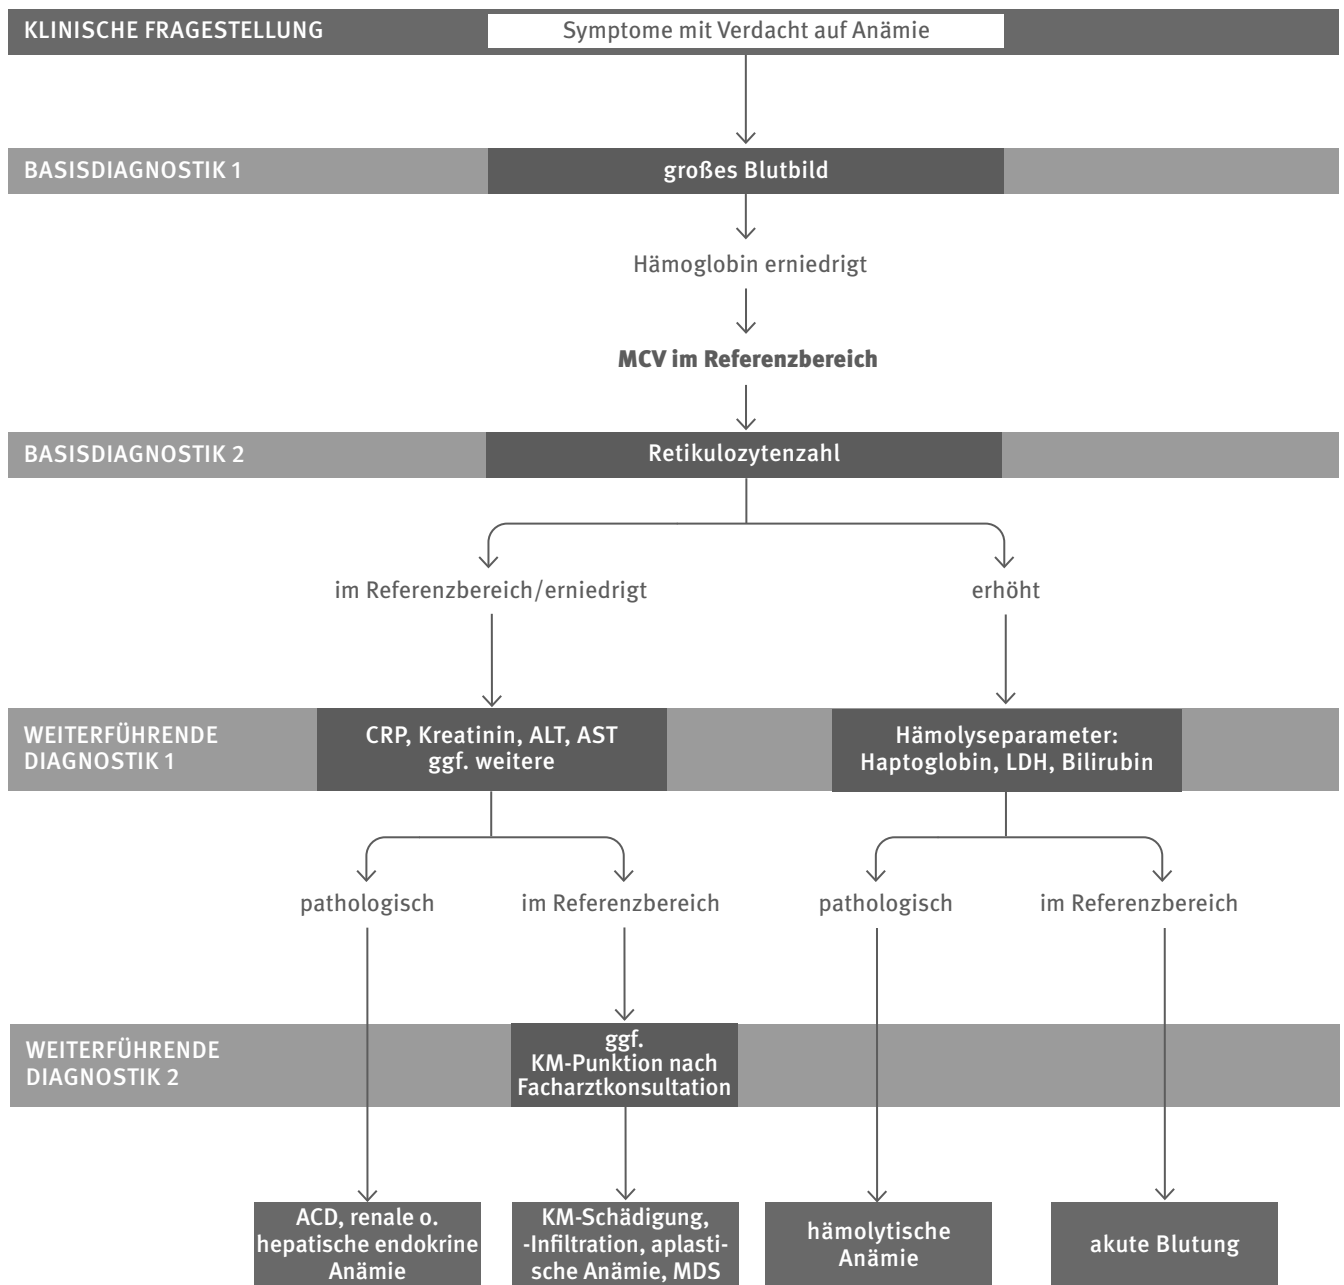 KLINISCHE FRAGESTELLUNG
Symptome mit Verdacht auf Anämie
BASISDIAGNOSTIK 1
großes Blutbild
Hämoglobin erniedrigt
MCV im Referenzbereich
BASISDIAGNOSTIK 2
Retikulozytenzahl
im Referenzbereich/erniedrigt
erhöht
WEITERFÜHRENDE
DIAGNOSTIK 1
CRP, Kreatinin, ALT, AST
ggf. weitere
Hämolyseparameter:
Haptoglobin, LDH, Bilirubin
pathologisch
im Referenzbereich
pathologisch
im Referenzbereich
WEITERFÜHRENDE
DIAGNOSTIK 2
ggf.
KM-Punktion nach
Facharztkonsultation
ACD, renale o.
hepatische endokrine
Anämie
KM-Schädigung,
-Infiltration, aplasti-
sche Anämie, MDS
hämolytische
Anämie
akute Blutung